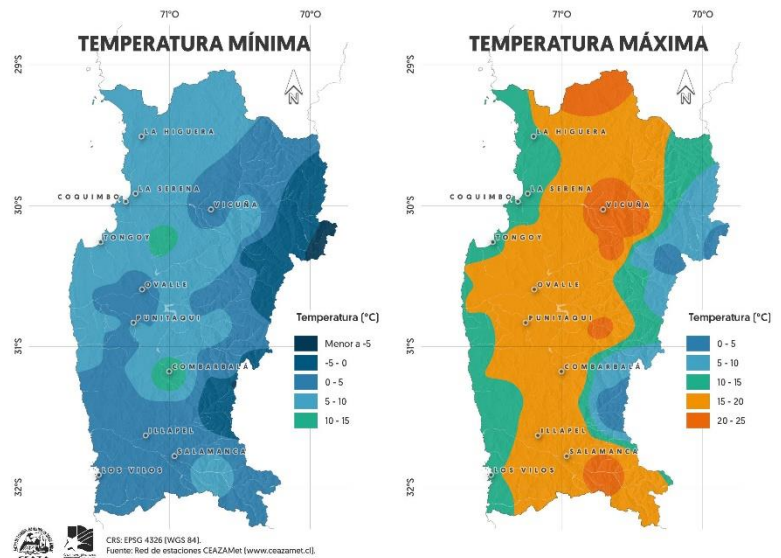 71°O
70°O
TEMPERATURA MÍNIMA
29°S
N
LA HIGUERA
LA SERENA
COQUIMBO
30°S
VICUÑA
TONGOY
OVALLE
PUNITAQUI
31°S
COMBARBALÁ
ILLAPEL
SALAMANCA
LOS VILOS
32°S
Temperatura (°C)
Menor a -5
-5 - 0
0 - 5
5 - 10
10 - 15
71°O
70°O
TEMPERATURA MÁXIMA
29°S
N
LA HIGUERA
LA SERENA
COQUIMBO
30°S
VICUÑA
TONGOY
OVALLE
PUNITAQUI
31°S
COMBARBALÁ
ILLAPEL
SALAMANCA
LOS VILOS
32°S
Temperatura (°C)
0 - 5
5 - 10
10 - 15
15 - 20
20 - 25
CEAZA
CRS: EPSG 4326 (WGS 84).
Fuente: Red de estaciones CEAZAMet (www.ceazamet.cl).